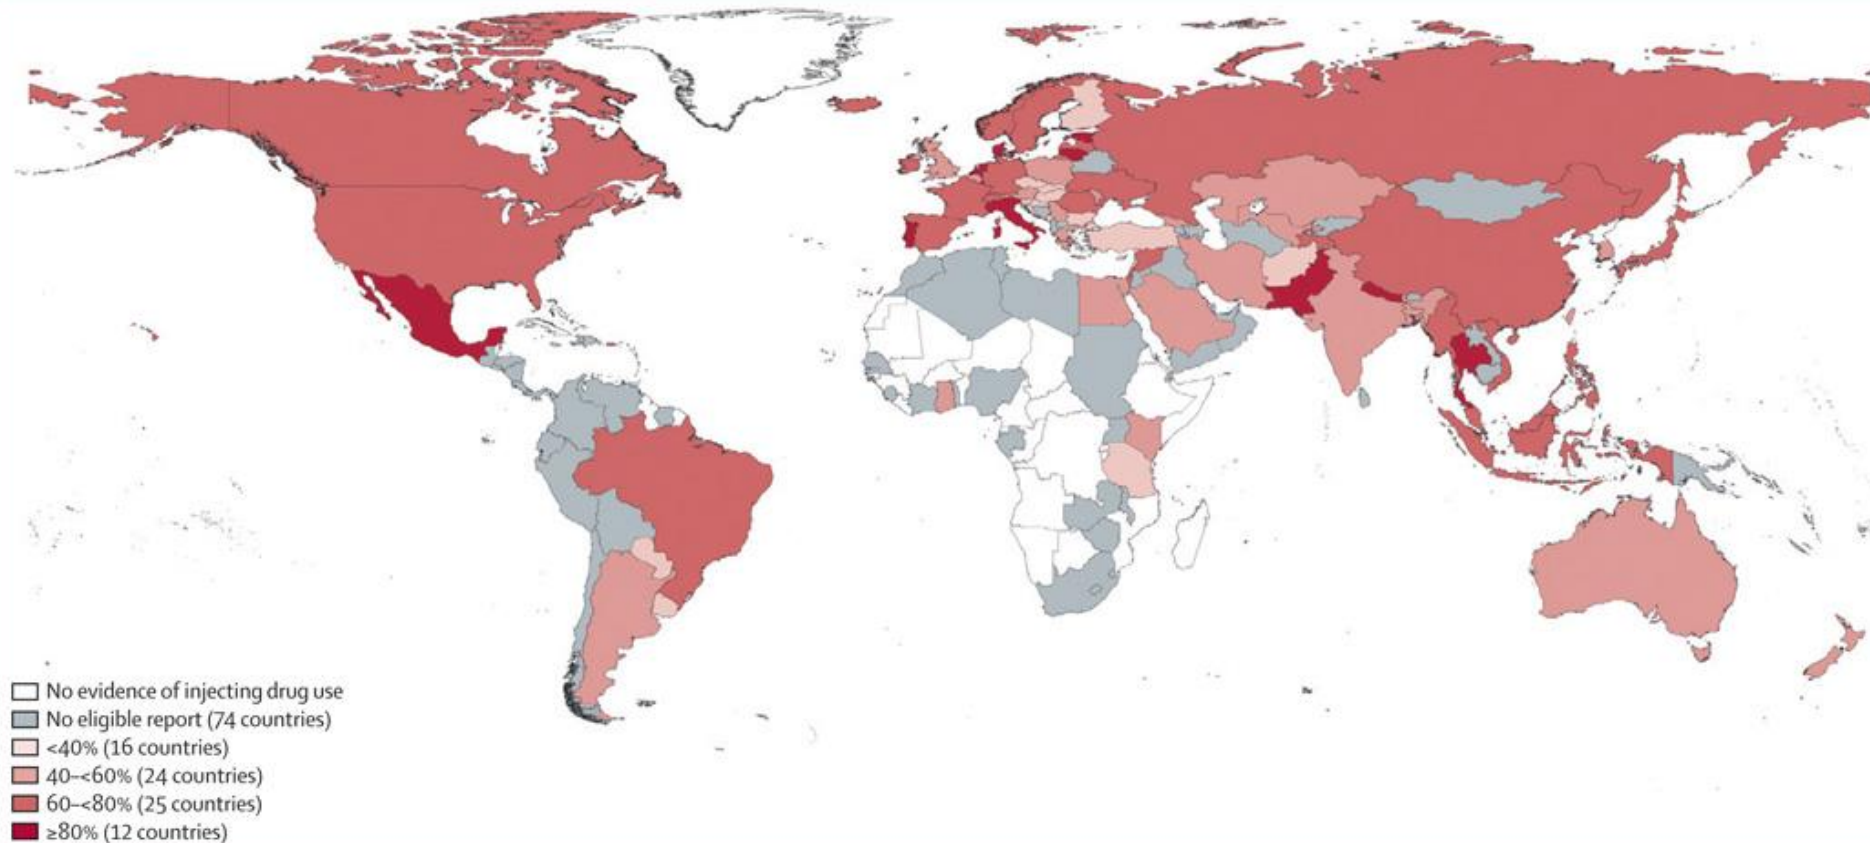 No evidence of injecting drug use
No eligible report (74 countries)
<40% (16 countries)
40–<60% (24 countries)
60–<80% (25 countries)
≥80% (12 countries)